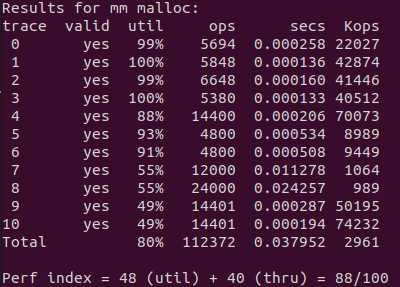 Results for mm malloc:
trace  valid  util     ops      secs  Kops
 0       yes   99%    5694  0.000258 22027
 1       yes  100%    5848  0.000136 42874
 2       yes   99%    6648  0.000160 41446
 3       yes  100%    5380  0.000133 40512
 4       yes   88%   14400  0.000206 70073
 5       yes   93%    4800  0.000534  8989
 6       yes   91%    4800  0.000508  9449
 7       yes   55%   12000  0.011278  1064
 8       yes   55%   24000  0.024257   989
 9       yes   49%   14401  0.000287 50195
10       yes   49%   14401  0.000194 74232
Total          80%  112372  0.037952  2961
Perf index = 48 (util) + 40 (thru) = 88/100